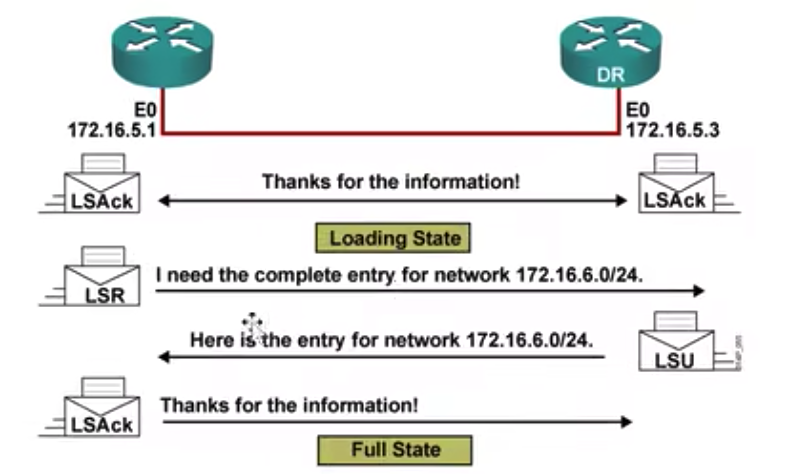 DR
E0
172.16.5.1
E0
172.16.5.3
LSAck
Thanks for the information!
LSAck
Loading State
LSR
I need the complete entry for network 172.16.6.0/24.
Here is the entry for network 172.16.6.0/24.
LSU
LSAck
Thanks for the information!
Full State